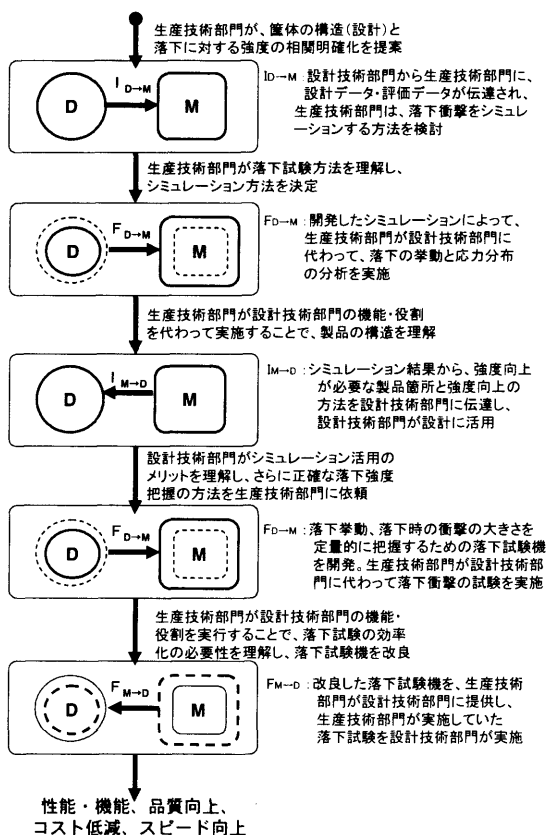 生産技術部門が、筐体の構造(設計)と
落下に対する強度の相関明確化を提案
D
I D→M
M
ID→M：設計技術部門から生産技術部門に、
設計データ・評価データが伝達され、
生産技術部門は、落下衝撃をシミュレ
ーションする方法を検討
生産技術部門が落下試験方法を理解し、
シミュレーション方法を決定
D
F D→M
M
FD→M：開発したシミュレーションによって、
生産技術部門が設計技術部門に
代わって、落下の挙動と応力分布
の分析を実施
生産技術部門が設計技術部門の機能・役割
を代わって実施することで、製品の構造を理解
D
I M→D
M
IM→D：シミュレーション結果から、強度向上
が必要な製品箇所と強度向上の
方法を設計技術部門に伝達し、
設計技術部門が設計に活用
設計技術部門がシミュレーション活用の
メリットを理解し、さらに正確な落下強度
把握の方法を生産技術部門に依頼
D
F D→M
M
FD→M：落下挙動、落下時の衝撃の大きさを
定量的に把握するための落下試験機
を開発。生産技術部門が設計技術部
門に代わって落下衝撃の試験を実施
生産技術部門が設計技術部門の機能・
役割を実行することで、落下試験の効率
化の必要性を理解し、落下試験機を改良
D
F M→D
M
FM→D：改良した落下試験機を、生産技術
部門が設計技術部門に提供し、
生産技術部門が実施していた
落下試験を設計技術部門が実施
性能・機能、品質向上、
コスト低減、スピード向上